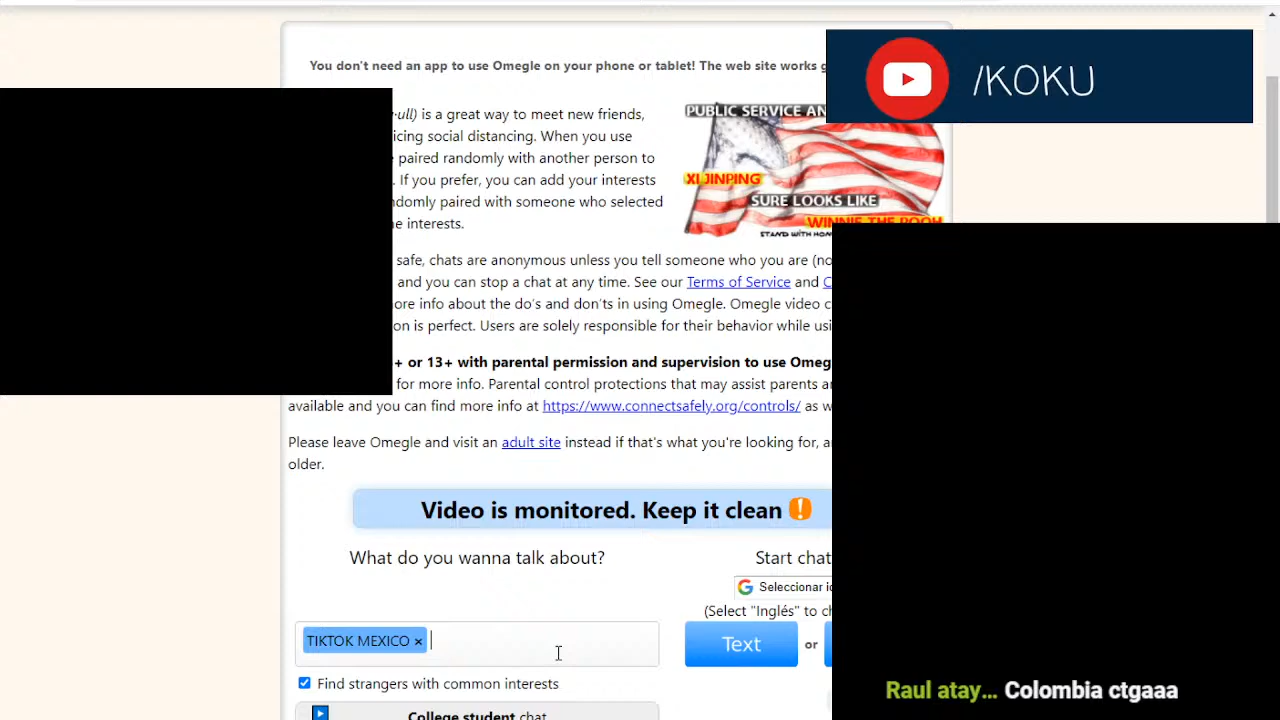 You don't need an app to use Omegle on your phone or tablet! The web site works
/KOKU
is a great way to meet new friends,
social distancing. When you use
paired randomly with another person to
. If you prefer, you can add your interests
paired with someone who selected
interests.
PUBLIC SERVICE
XI JINPING
SURE LOOKS LIKE
WINNIE THE POOH
STAND WITH
safe, chats are anonymous unless you tell someone who you are
and you can stop a chat at any time. See our Terms of Service and
more info about the do's and don'ts in using Omegle. Omegle video
is perfect. Users are solely responsible for their behavior while
+ or 13+ with parental permission and supervision to use
for more info. Parental control protections that may assist parents
available and you can find more info at https://www.connectsafely.org/controls/ as
Please leave Omegle and visit an adult site instead if that's what you're looking for,
older.
Video is monitored. Keep it clean
What do you wanna talk about?
Start chat
G Seleccionar
(Select "Inglés" to
TIKTOK MEXICO ×
Text or
Find strangers with common interests
College student chat
Raul atay... Colombia ctgaaa